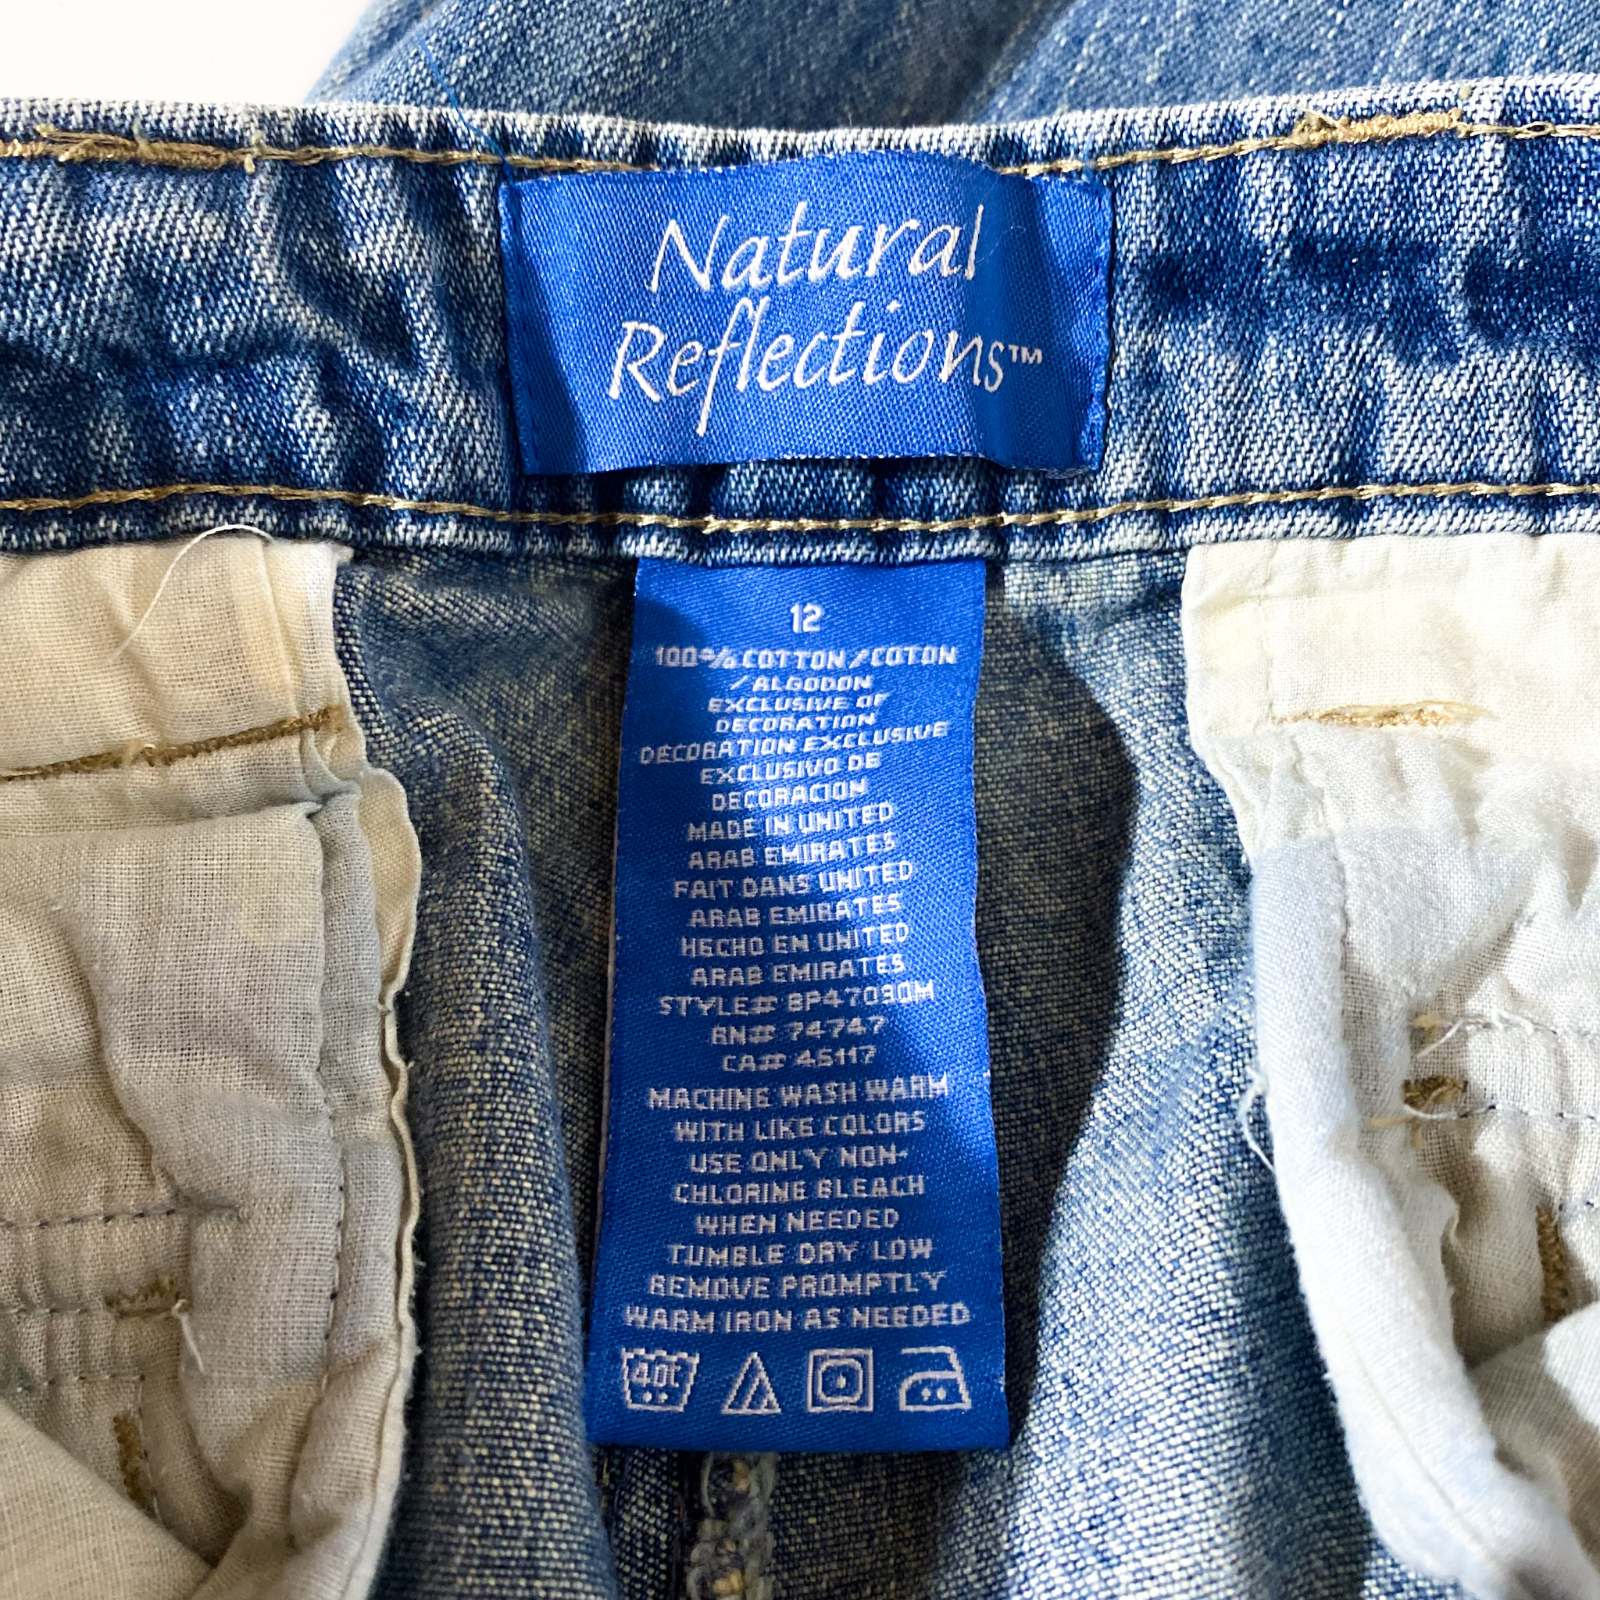 Natural
Reflections™
12
100% COTTON/COTON
/ALGODON
EXCLUSIVE OF
DECORATION
DECORATION EXCLUSIVE
EXCLUSIVO DE
DECORACION
MADE IN UNITED
ARAB EMIRATES
FAIT DANS UNITED
ARAB EMIRATES
HECHO EN UNITED
ARAB EMIRATES
STYLE# BP47090M
RN# 74747
CA# 45117
MACHINE WASH WARM
WITH LIKE COLORS
USE ONLY NON-
CHLORINE BLEACH
WHEN NEEDED
TUMBLE DRY LOW
REMOVE PROMPTLY
WARM IRON AS NEEDED
40C